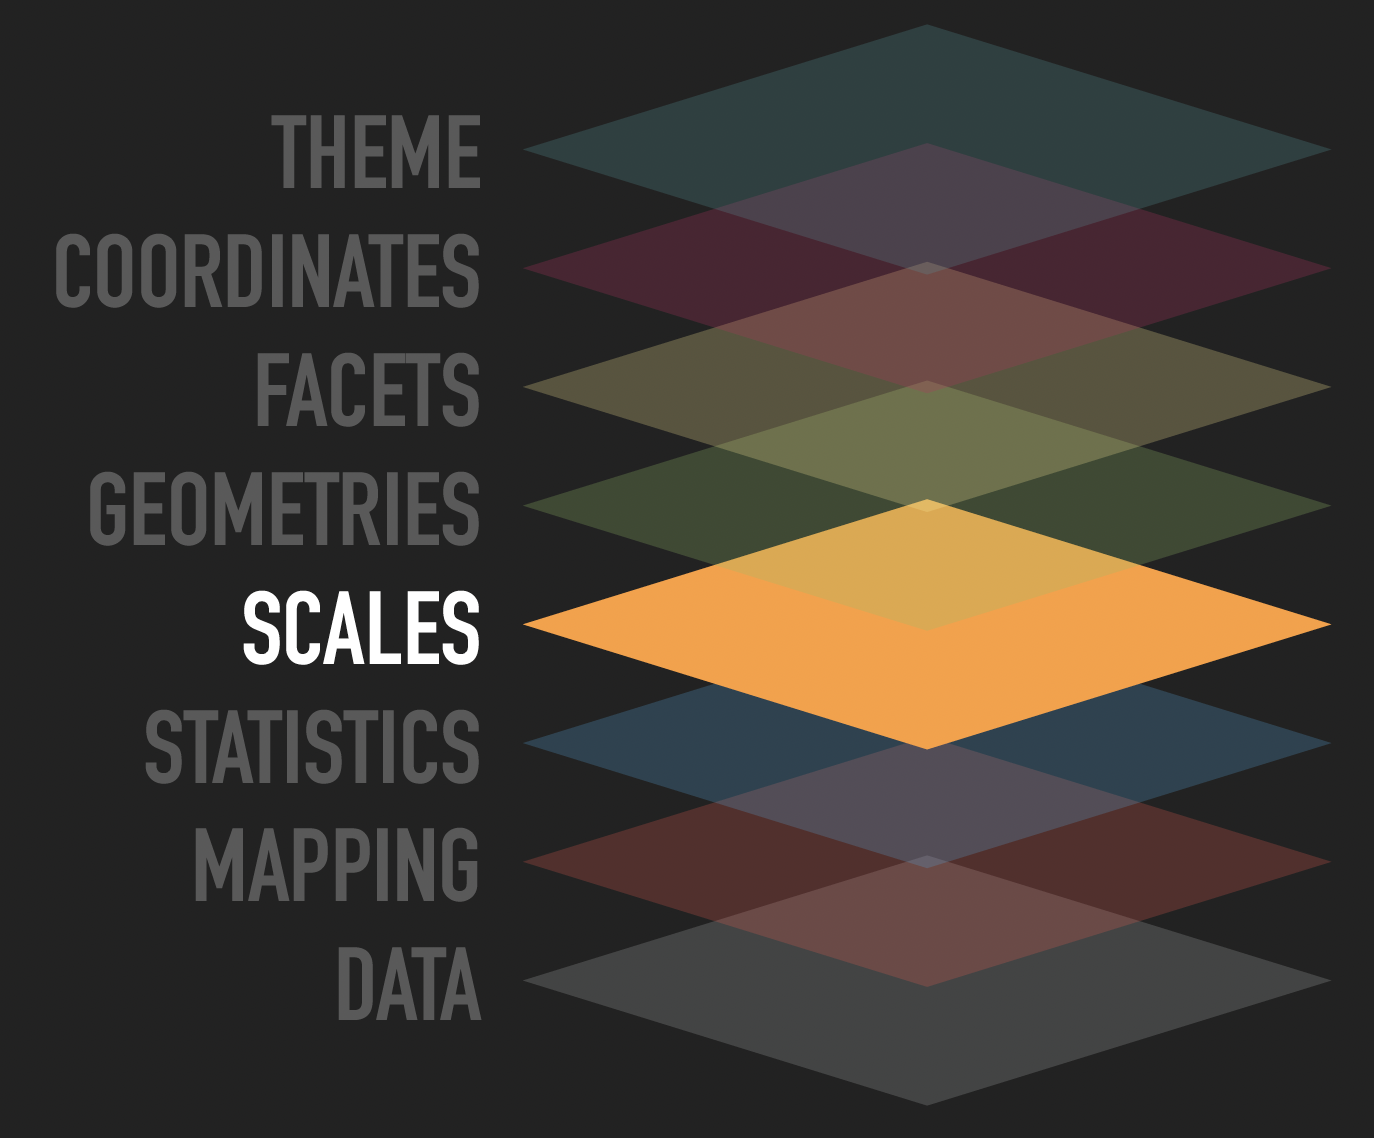 THEME
COORDINATES
FACETS
GEOMETRIES
SCALES
STATISTICS
MAPPING
DATA